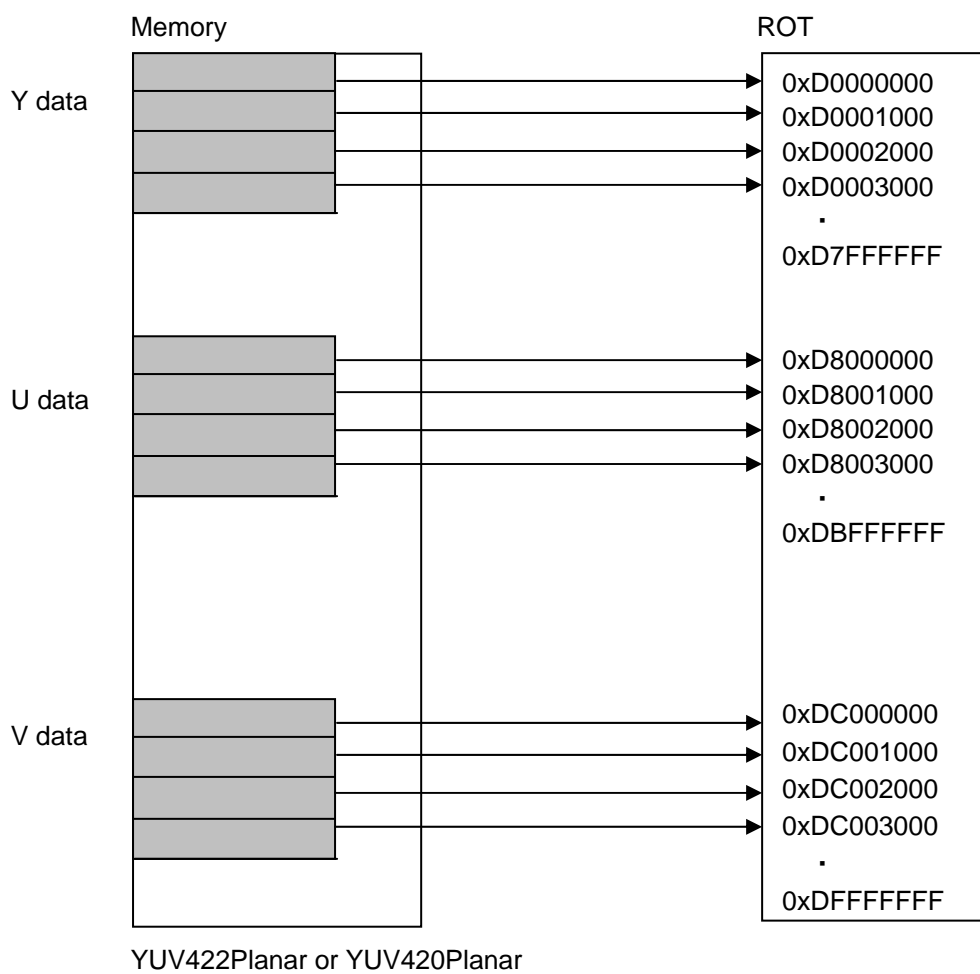 Memory
ROT
Y data
0xD0000000
0xD0001000
0xD0002000
0xD0003000
.
0xD7FFFFFF
U data
0xD8000000
0xD8001000
0xD8002000
0xD8003000
.
0xDBFFFFFF
V data
0xDC000000
0xDC001000
0xDC002000
0xDC003000
.
0xDFFFFFFF
YUV422Planar or YUV420Planar